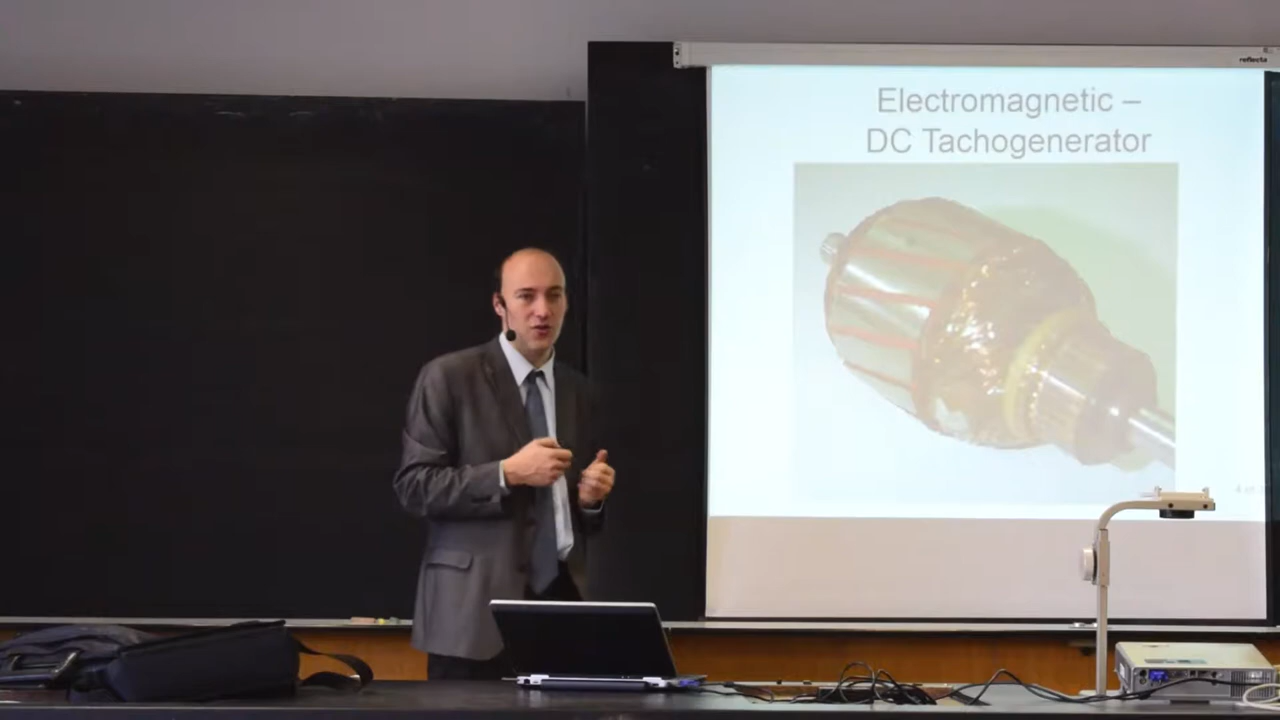 reflecta
Electromagnetic –
DC Tachogenerator